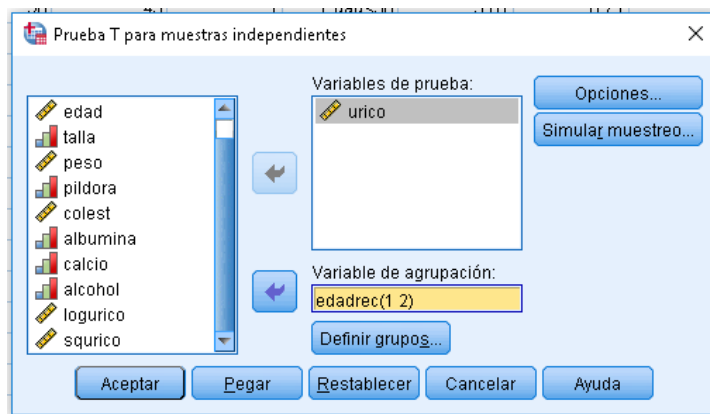 Prueba T para muestras independientes
Variables de prueba:
edad
talla
peso
pildora
colest
albumina
calcio
alcohol
logurico
squrico
urico
Opciones...
Simular muestreo...
Variable de agrupación:
edadrec(1 2)
Definir grupos...
Aceptar
Pegar
Restablecer
Cancelar
Ayuda